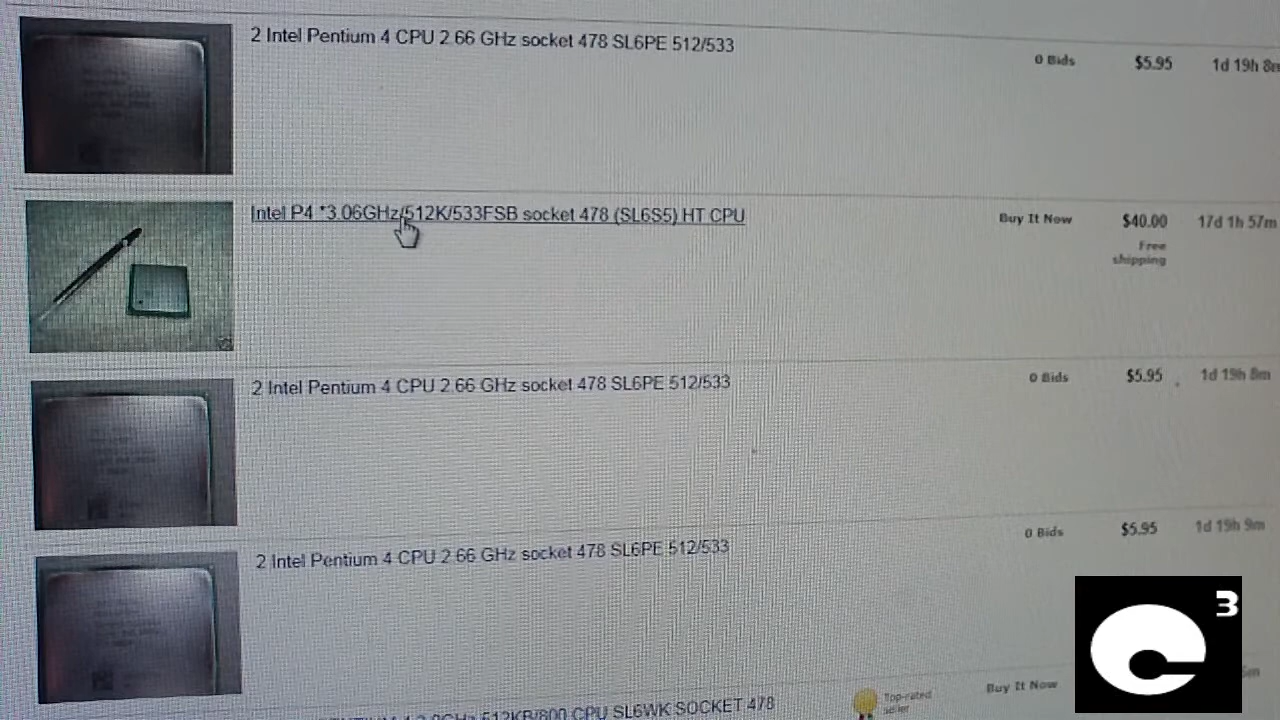 2 Intel Pentium 4 CPU 2.66 GHz socket 478 SL6PE 512/533
0 Bids
$5.95
1d 19h 8m
Intel P4 *3.06GHz/512K/533FSB socket 478 (SL6S5) HT CPU
Buy It Now
$40.00
17d 1h 57m
Free
shipping
2 Intel Pentium 4 CPU 2.66 GHz socket 478 SL6PE 512/533
0 Bids
$5.95
1d 19h 8m
2 Intel Pentium 4 CPU 2.66 GHz socket 478 SL6PE 512/533
0 Bids
$5.95
1d 19h 9m
512KB/800 CPU SL6WK SOCKET 478
Top-rated
seller
Buy It Now
3